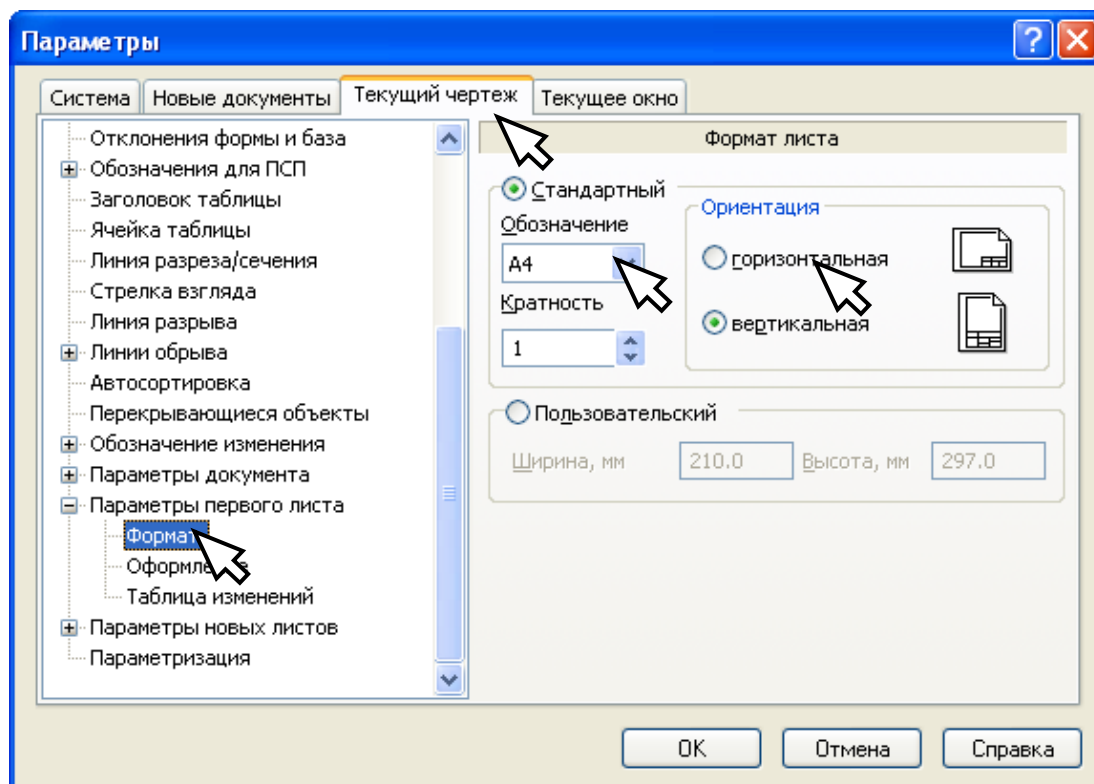 Параметры
Система Новые документы Текущий чертеж Текущее окно
Отклонения формы и база
Обозначения для ПСП
Заголовок таблицы
Ячейка таблицы
Линия разреза/сечения
Стрелка взгляда
Линия разрыва
Линии обрыва
Автосортировка
Перекрывающиеся объекты
Обозначение изменения
Параметры документа
Параметры первого листа
Формат
Оформление
Таблица изменений
Параметры новых листов
Параметризация
Формат листа
Стандартный
Обозначение
А4
Кратность
1
Ориентация
горизонтальная
вертикальная
Пользовательский
Ширина, мм 210.0 Высота, мм 297.0
OK Отмена Справка